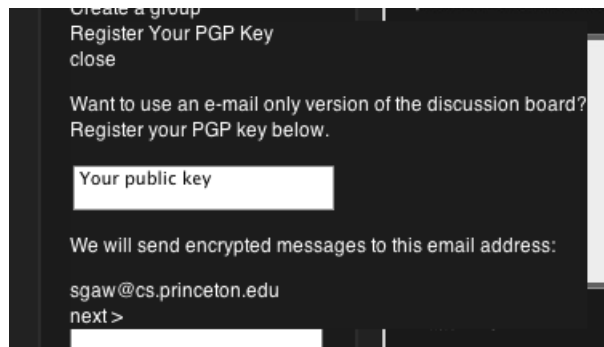 Create a group
Register Your PGP Key
close
Want to use an e-mail only version of the discussion board?
Register your PGP key below.
Your public key
We will send encrypted messages to this email address:
sgaw@cs.princeton.edu
next >